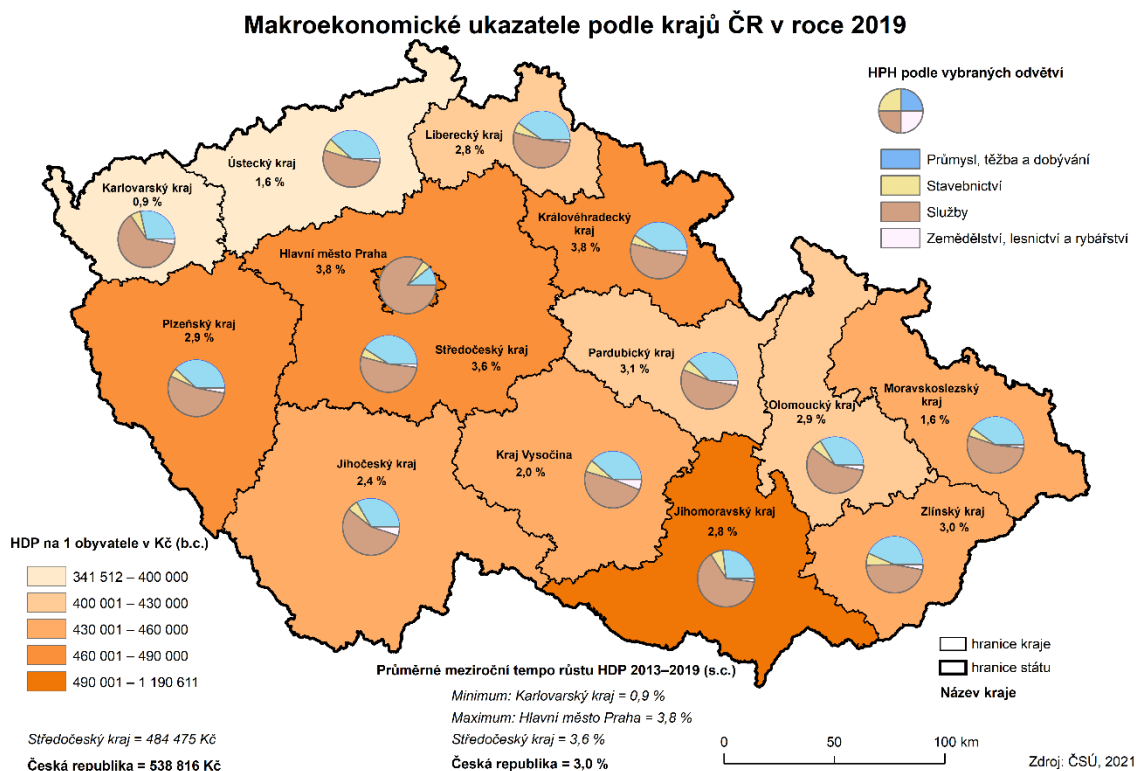 Makroekonomické ukazatele podle krajů ČR v roce 2019
HPH podle vybraných odvětví
Průmysl, těžba a dobývání
Stavebnictví
Služby
Zemědělství, lesnictví a rybářství
Liberecký kraj
2,8 %
Ústecký kraj
1,6 %
Karlovarský kraj
0,9 %
Královéhradecký
kraj
3,8 %
Hlavní město Praha
3,8 %
Plzeňský kraj
2,9 %
Středočeský kraj
3,6 %
Pardubický kraj
3,1 %
Moravskoslezský
kraj
1,6 %
Olomoucký kraj
2,9 %
Jihočeský kraj
2,4 %
Kraj Vysočina
2,0 %
Jihomoravský kraj
2,8 %
Zlínský kraj
3,0 %
HDP na 1 obyvatele v Kč (b.c.)
341 512 – 400 000
400 001 – 430 000
430 001 – 460 000
460 001 – 490 000
490 001 – 1 190 611
Středočeský kraj = 484 475 Kč
Česká republika = 538 816 Kč
Průměrné meziroční tempo růstu HDP 2013–2019 (s.c.)
Minimum: Karlovarský kraj = 0,9 %
Maximum: Hlavní město Praha = 3,8 %
Středočeský kraj = 3,6 %
Česká republika = 3,0 %
hranice kraje
hranice státu
Název kraje
0 50 100 km
Zdroj: ČSÚ, 2021